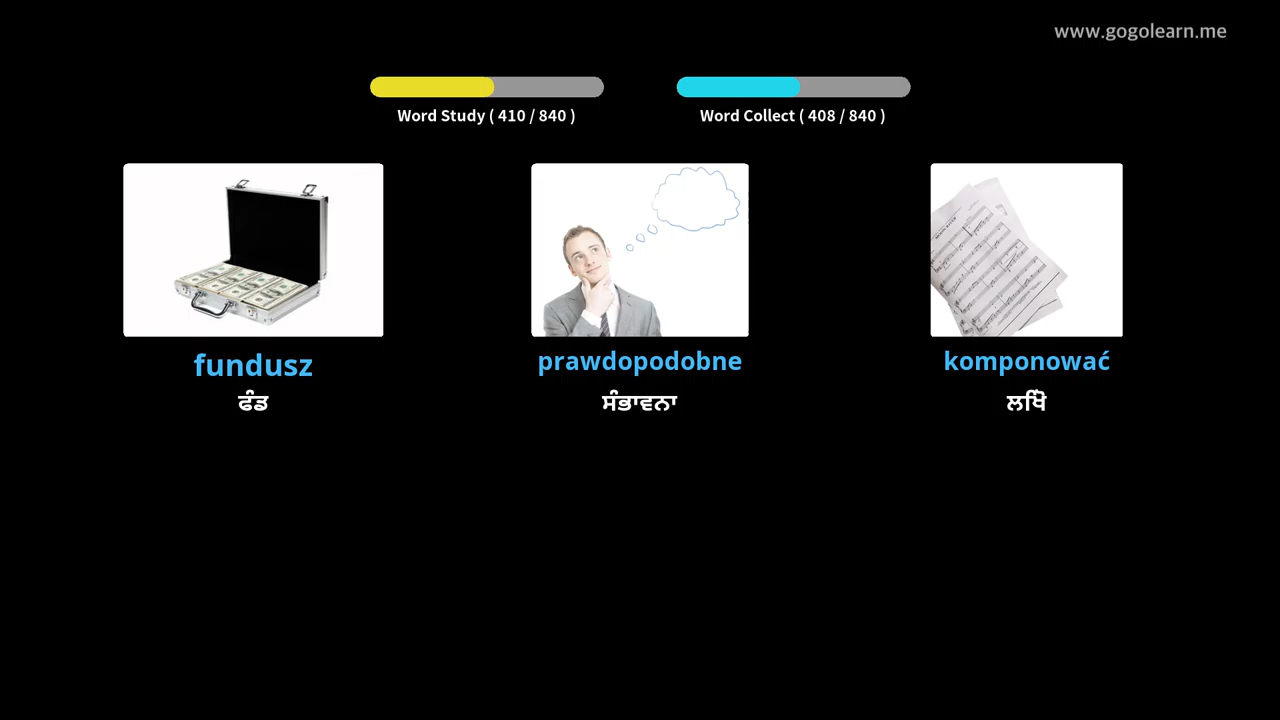 www.gogolearn.me
Word Study ( 410 / 840 )
Word Collect ( 408 / 840 )
fundusz
prawdopodobne
komponować
ਫੰਡ
ਸੰਭਾਵਨਾ
ਲਿਖੋ